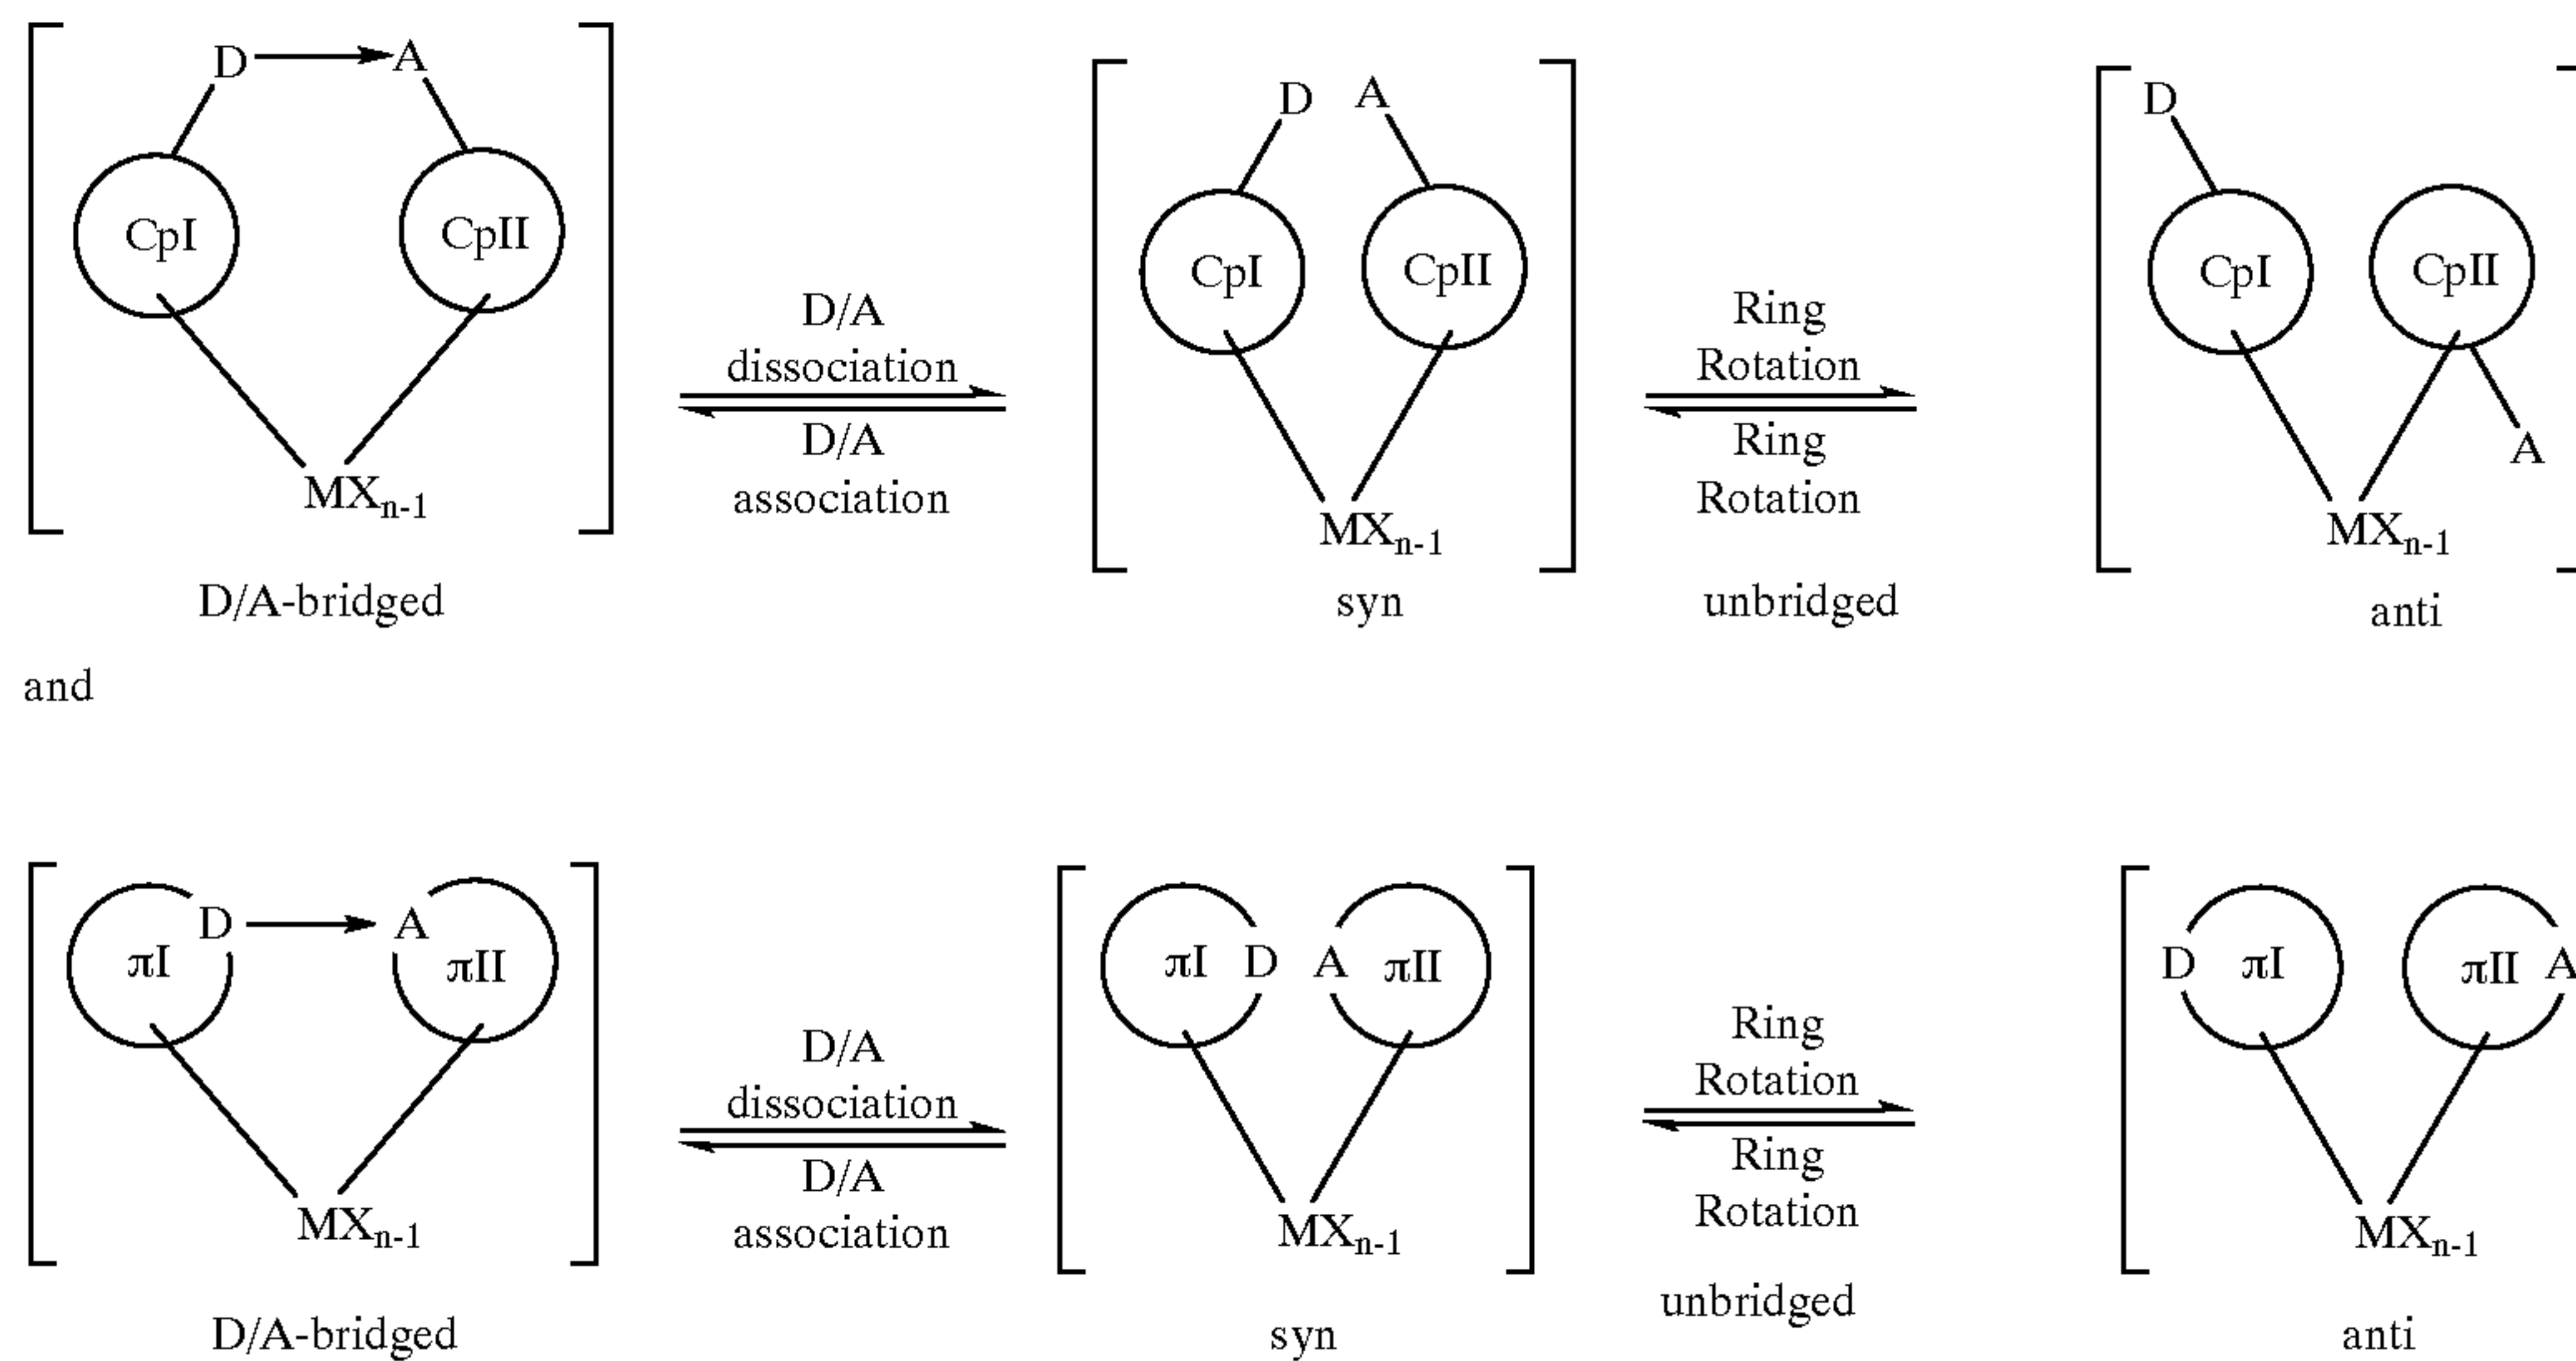 D A D A D
CpI CpII CpI CpII CpI CpII
D/A Ring
dissociation Rotation
D/A Ring
association Rotation
A
MXn-1 MXn-1 MXn-1
D/A-bridged syn unbridged anti
and
D A
πI πII πI D A πII D πI πII A
D/A Ring
dissociation Rotation
D/A Ring
association Rotation
MXn-1 MXn-1 MXn-1
unbridged
D/A-bridged syn anti